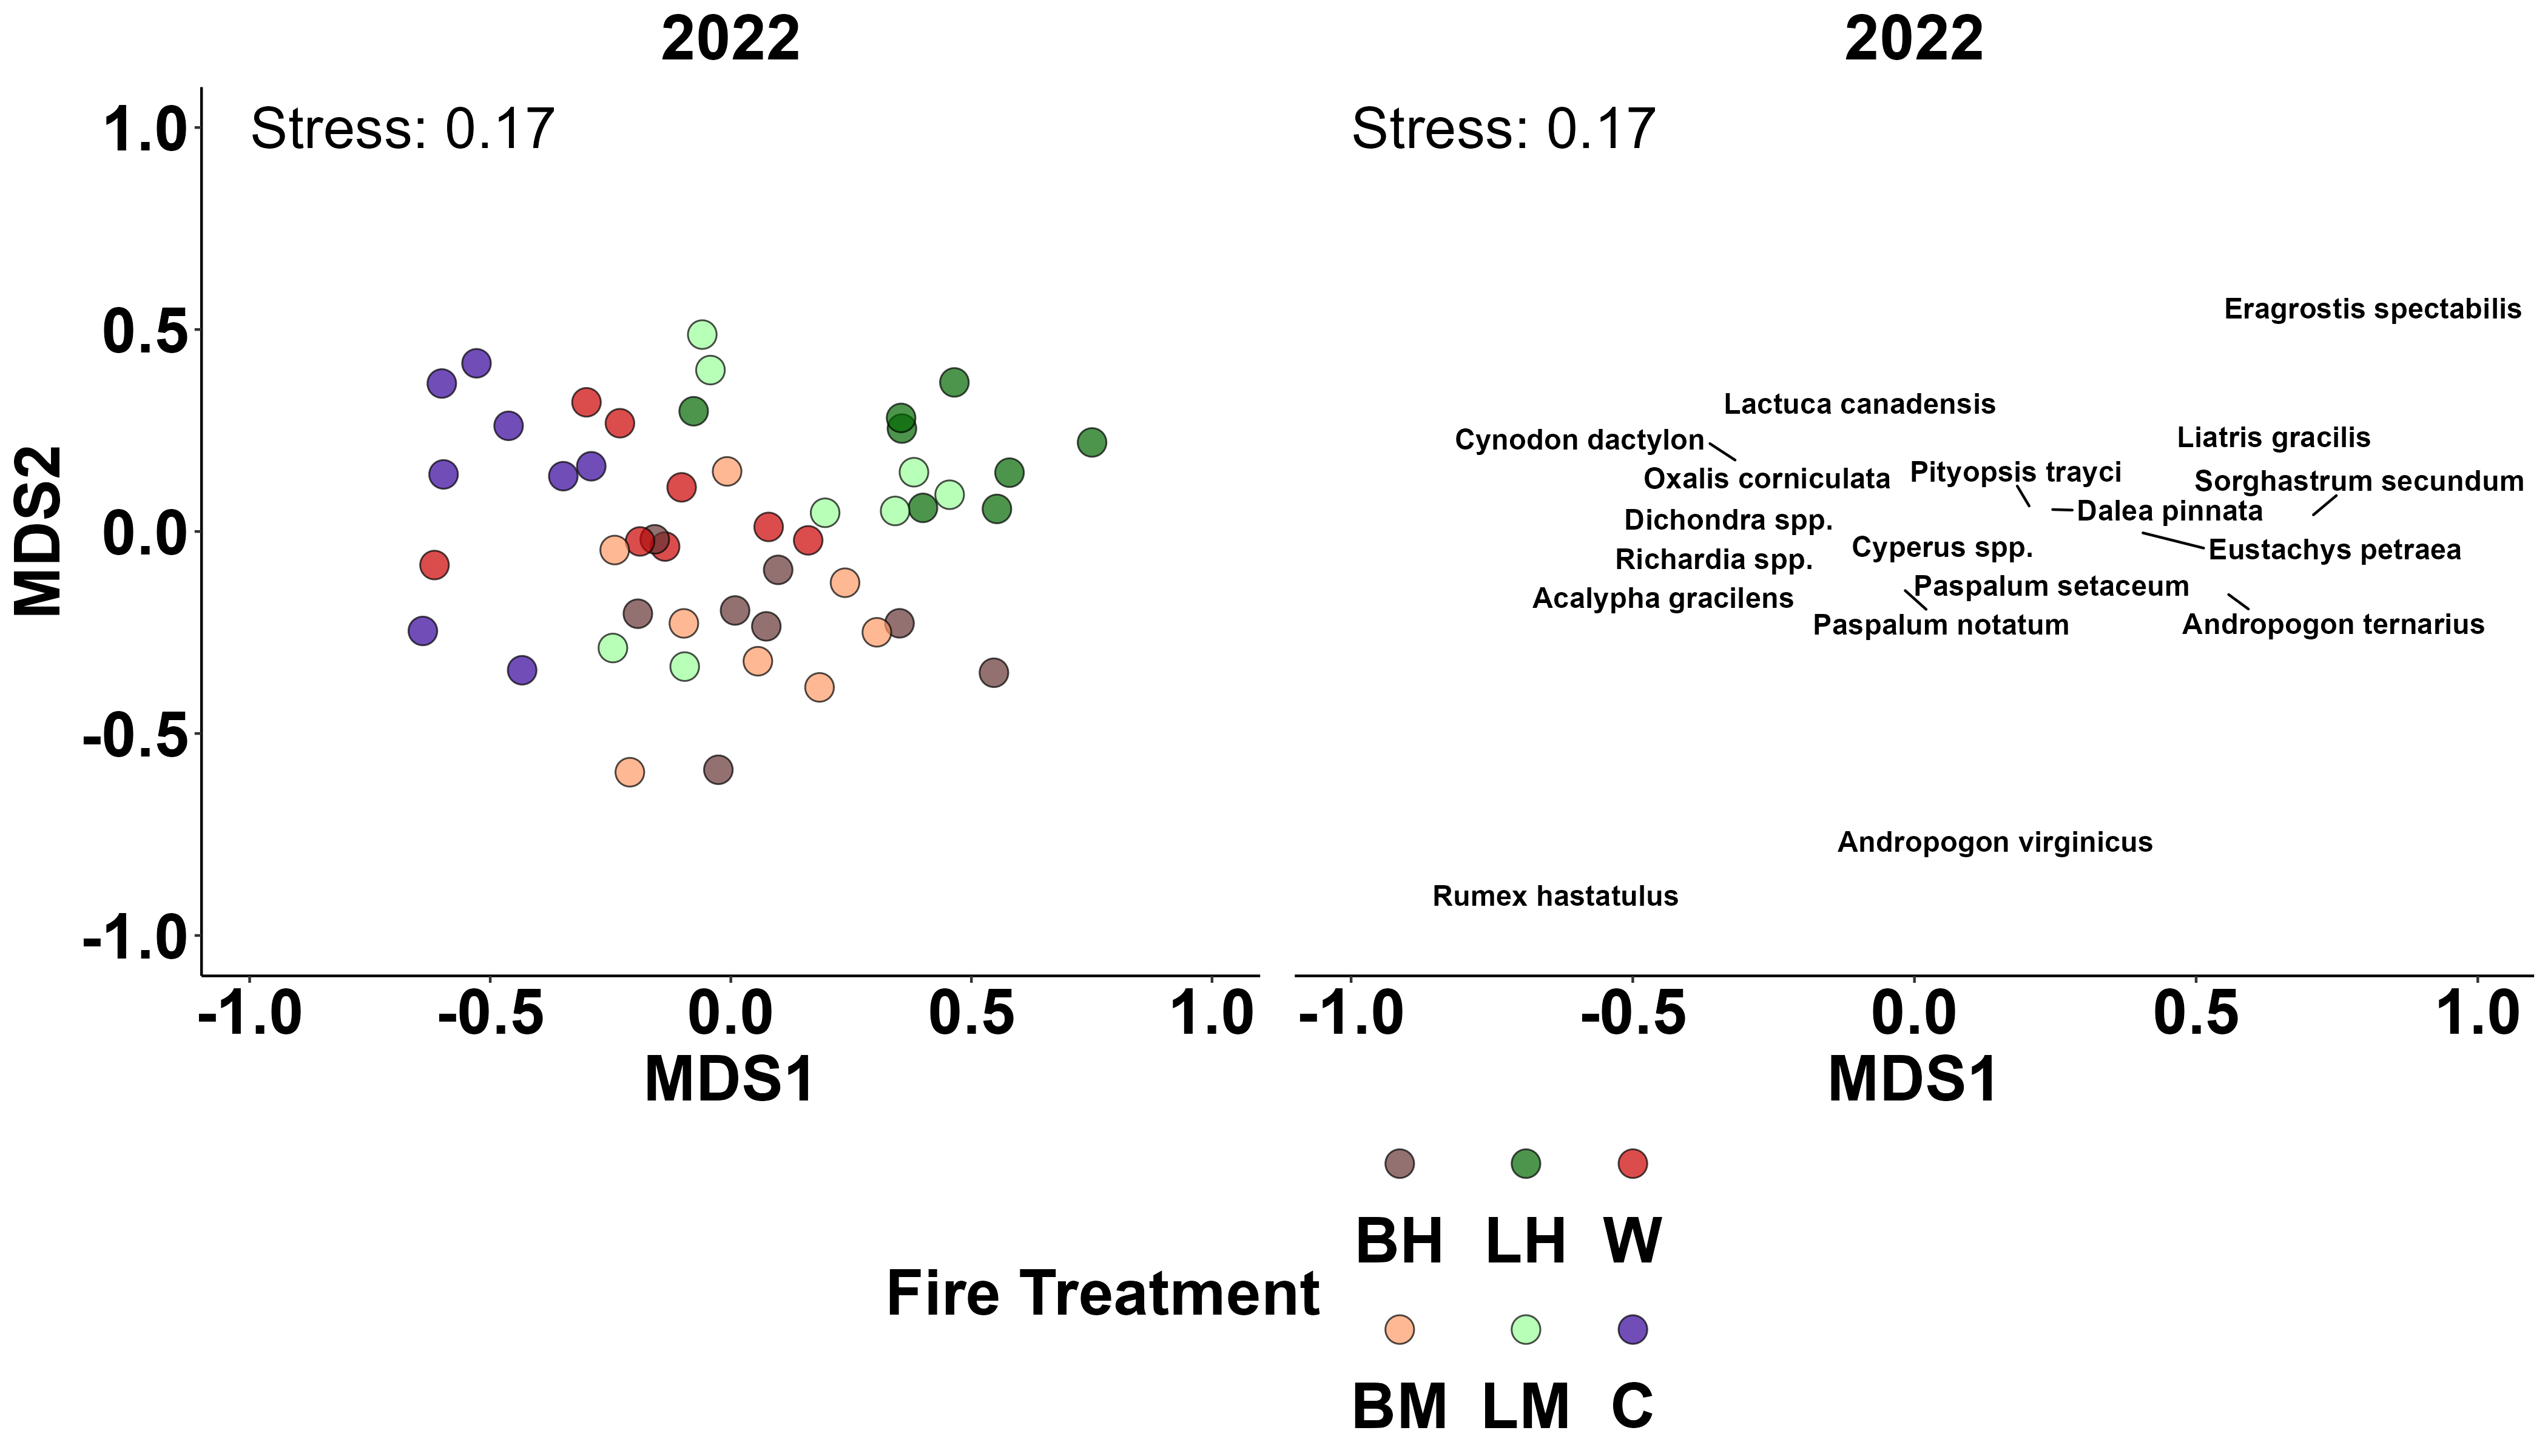 2022
2022
Stress: 0.17
Stress: 0.17
1.0
0.5
0.0
-0.5
-1.0
MDS2
Eragrostis spectabilis
Lactuca canadensis
Cynodon dactylon
Liatris gracilis
Oxalis corniculata
Pityopsis trayci
Sorghastrum secundum
Dichondra spp.
Dalea pinnata
Richardia spp.
Cyperus spp.
Eustachys petraea
Acalypha gracilens
Paspalum setaceum
Paspalum notatum
Andropogon ternarius
Andropogon virginicus
Rumex hastatulus
-1.0 -0.5 0.0 0.5 1.0
-1.0 -0.5 0.0 0.5 1.0
MDS1
MDS1
Fire Treatment
BH LH W
BM LM C